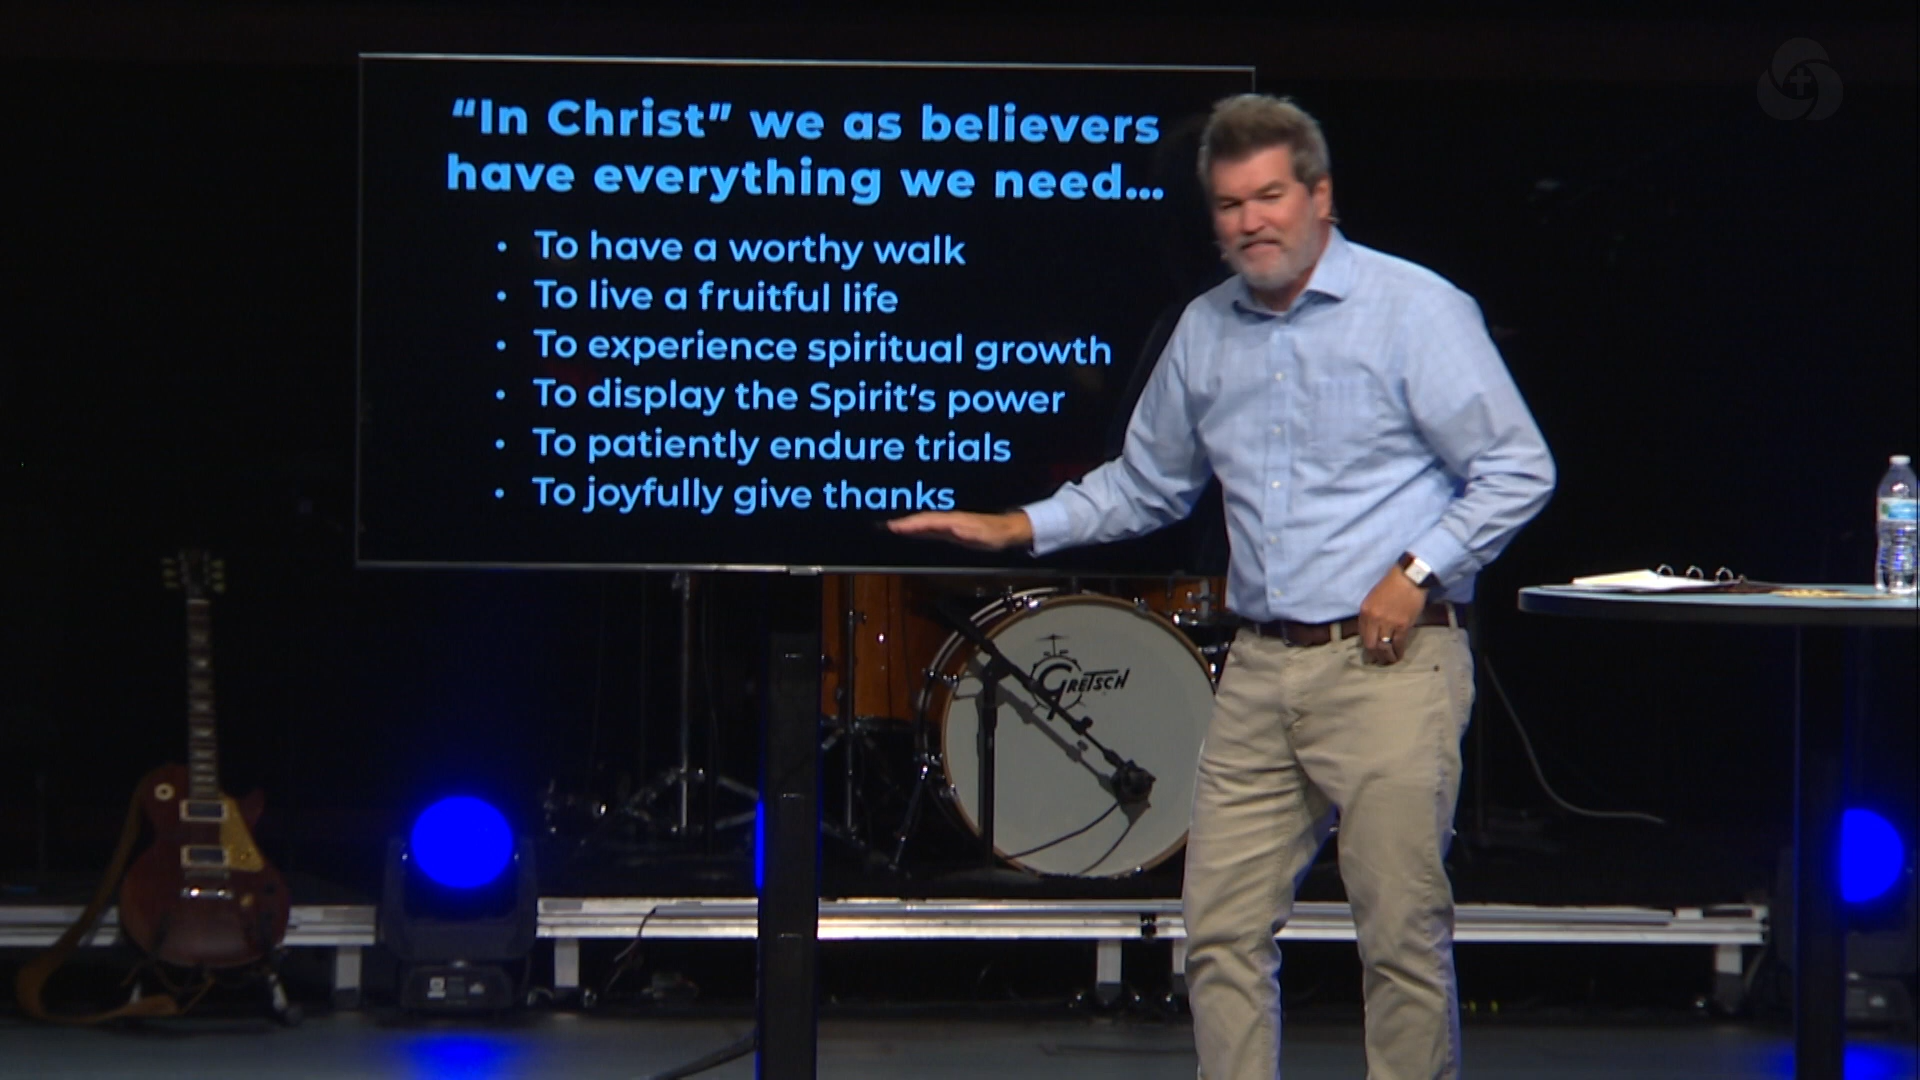 “In Christ” we as believers
have everything we need...
• To have a worthy walk
• To live a fruitful life
• To experience spiritual growth
• To display the Spirit's power
• To patiently endure trials
• To joyfully give thanks
GRETSCH